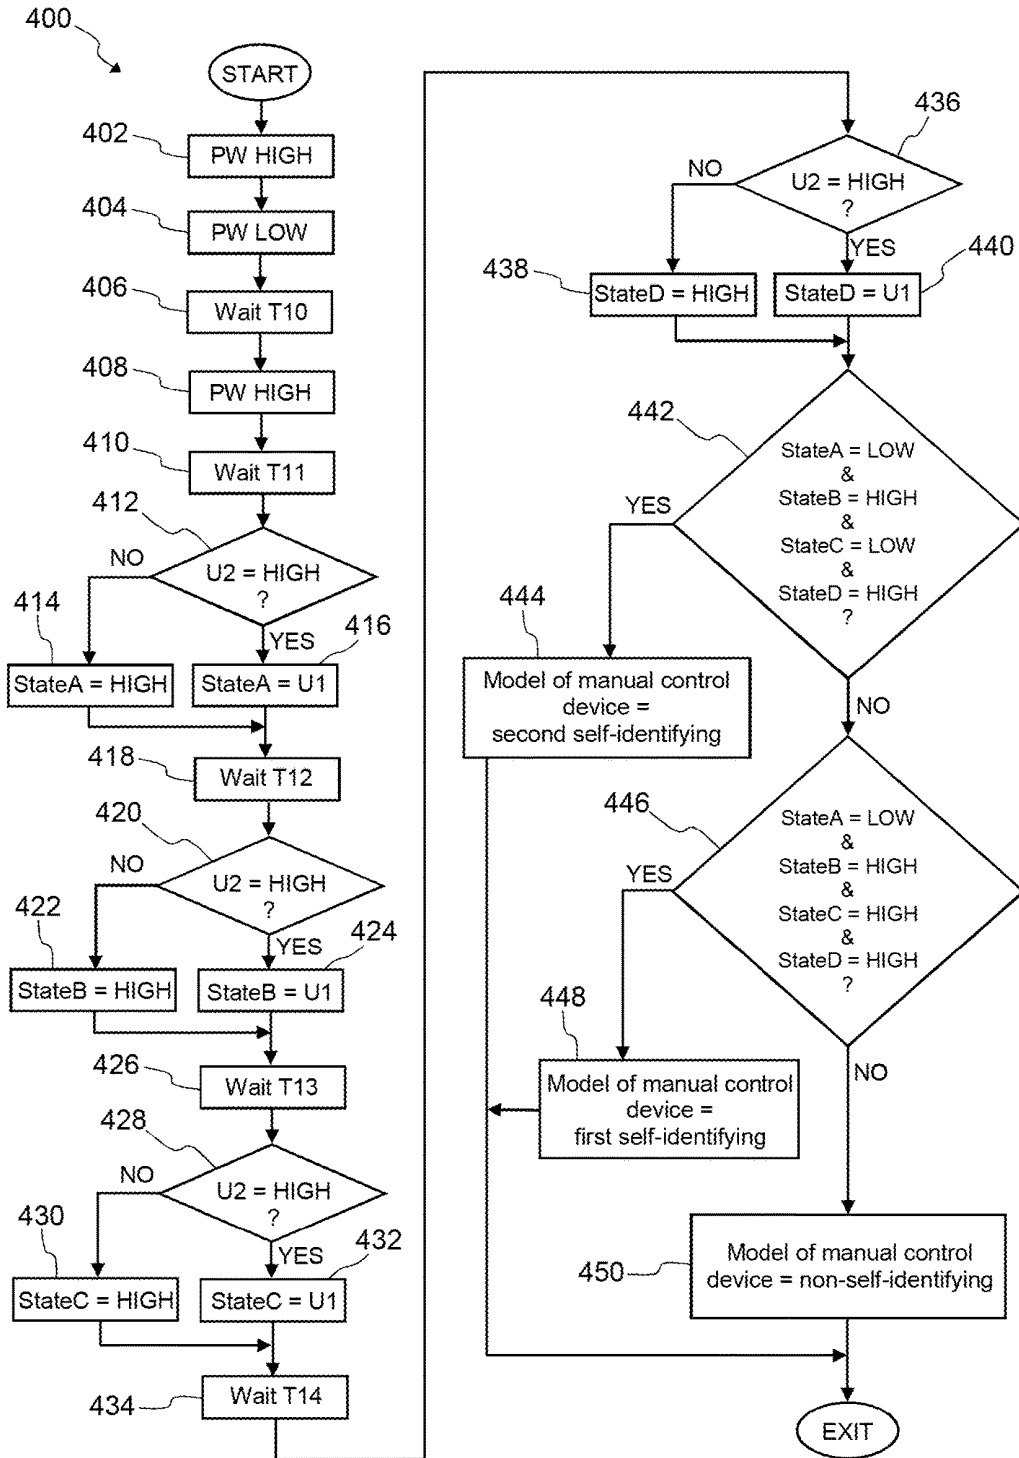 400
START
402
PW HIGH
404
PW LOW
406
Wait T10
408
PW HIGH
410
Wait T11
412
NO
U2 = HIGH
?
YES
414
416
StateA = HIGH
StateA = U1
418
Wait T12
420
NO
U2 = HIGH
?
YES
422
424
StateB = HIGH
StateB = U1
426
Wait T13
428
NO
U2 = HIGH
?
YES
430
432
StateC = HIGH
StateC = U1
434
Wait T14
436
NO
U2 = HIGH
?
YES
438
440
StateD = HIGH
StateD = U1
442
StateA = LOW
&
StateB = HIGH
&
StateC = LOW
&
StateD = HIGH
?
YES
NO
444
Model of manual control
device =
second self-identifying
446
StateA = LOW
&
StateB = HIGH
&
StateC = HIGH
&
StateD = HIGH
?
YES
NO
448
Model of manual control
device =
first self-identifying
450
Model of manual control
device = non-self-identifying
EXIT